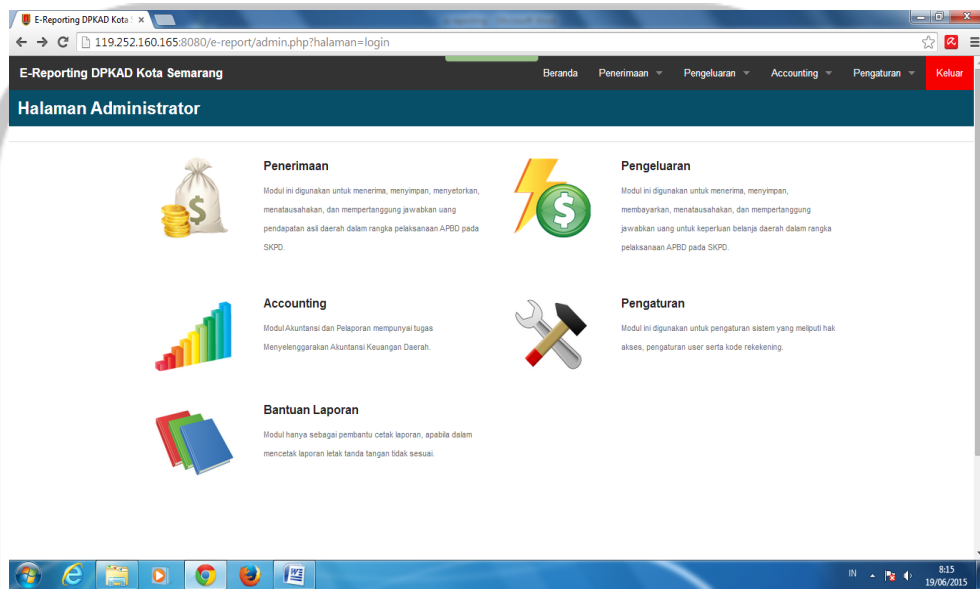 E-Reporting DPKAD Kota S
119.252.160.165:8080/e-report/admin.php?halaman=login
E-Reporting DPKAD Kota Semarang
Beranda Penerimaan Pengeluaran Accounting Pengaturan Keluar
Halaman Administrator
Penerimaan
Modul ini digunakan untuk menerima, menyimpan, menyetorkan,
menatausahakan, dan mempertanggung jawabkan uang
pendapatan asli daerah dalam rangka pelaksanaan APBD pada
SKPD.
Pengeluaran
Modul ini digunakan untuk menerima, menyimpan,
membayarkan, menatausahakan, dan mempertanggung
jawabkan uang untuk keperluan belanja daerah dalam rangka
pelaksanaan APBD pada SKPD.
Accounting
Modul Akuntansi dan Pelaporan mempunyai tugas
Menyelenggarakan Akuntansi Keuangan Daerah.
Pengaturan
Modul ini digunakan untuk pengaturan sistem yang meliputi hak
akses, pengaturan user serta kode rekekening.
Bantuan Laporan
Modul hanya sebagai pembantu cetak laporan, apabila dalam
mencetak laporan letak tanda tangan tidak sesuai.
IN
8:15
19/06/2015